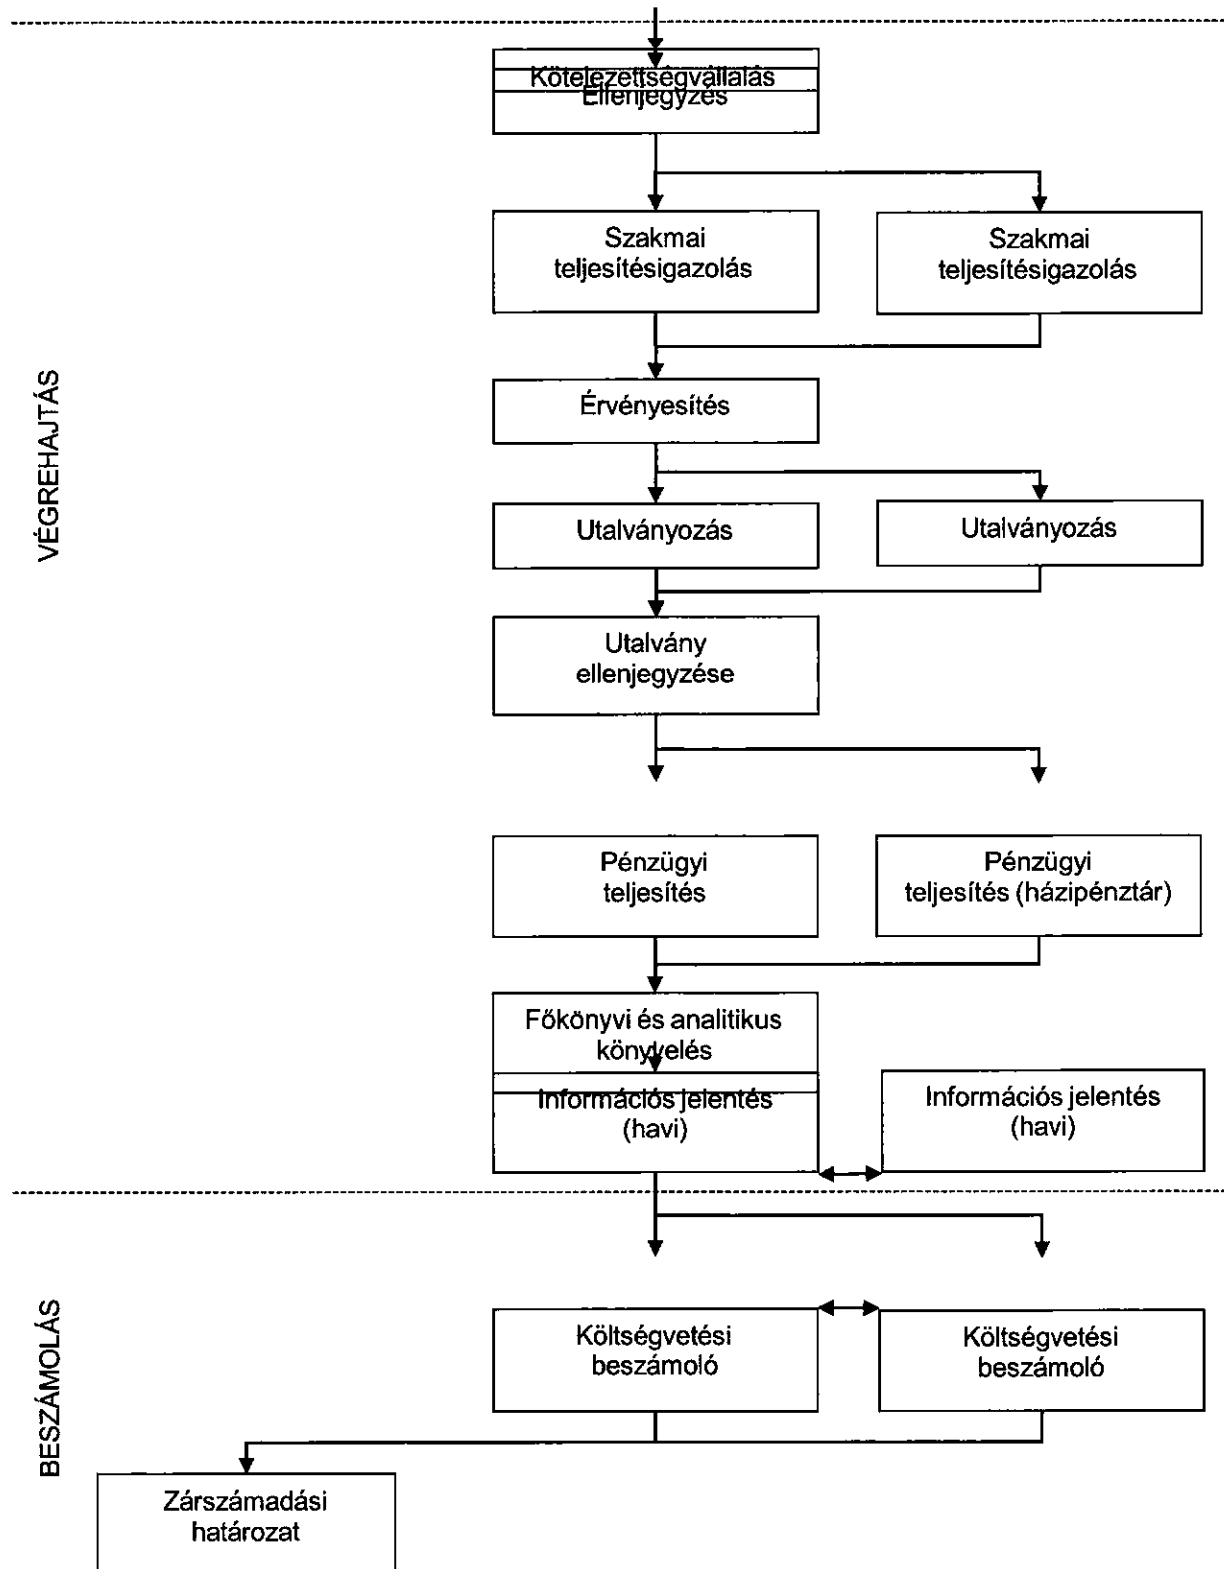 Kötelezettségvállalás
Ellenjegyzés
Szakmai
teljesítésigazolás
Szakmai
teljesítésigazolás
VÉGREHAJTÁS
Érvényesítés
Utalványozás
Utalványozás
Utalvány
ellenjegyzése
Pénzügyi
teljesítés
Pénzügyi
teljesítés (házipénztár)
Főkönyvi és analitikus
könyvelés
Információs jelentés
(havi)
Információs jelentés
(havi)
BESZÁMOLÁS
Költségvetési
beszámoló
Költségvetési
beszámoló
Zárszámadási
határozat